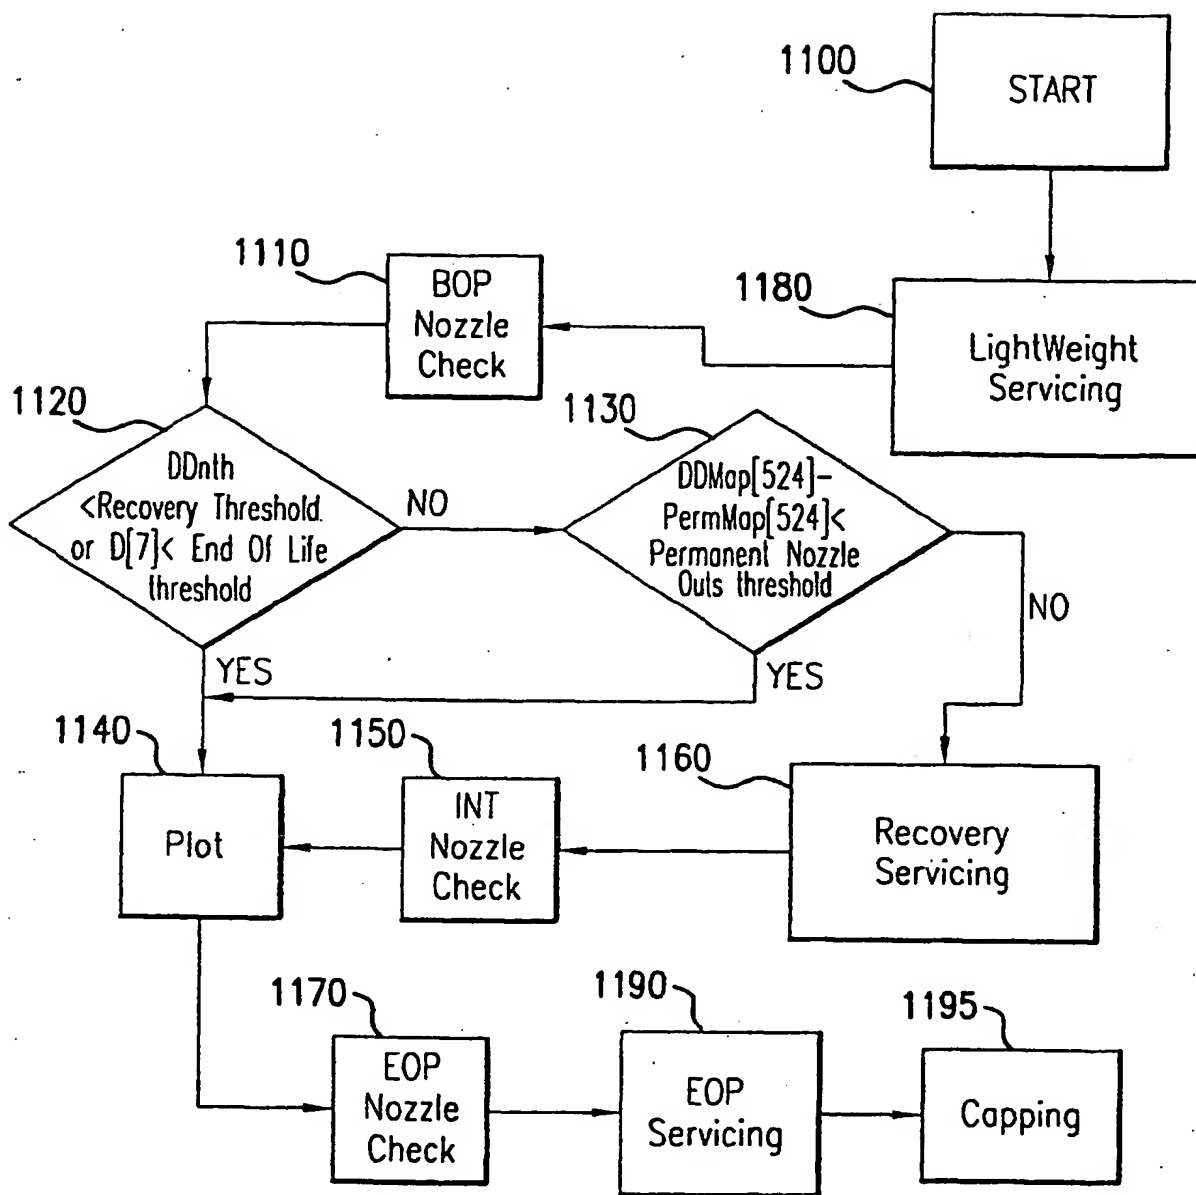 1100
START
1110
BOP
Nozzle
Check
1180
LightWeight
Servicing
1120
DDnth
<Recovery Threshold.
or D[7]< End Of Life
threshold
NO
1130
DDMap[524]-
PermMap[524]<
Permanent Nozzle
Outs threshold
NO
YES
YES
1140
Plot
1150
INT
Nozzle
Check
1160
Recovery
Servicing
1170
EOP
Nozzle
Check
1190
EOP
Servicing
1195
Capping